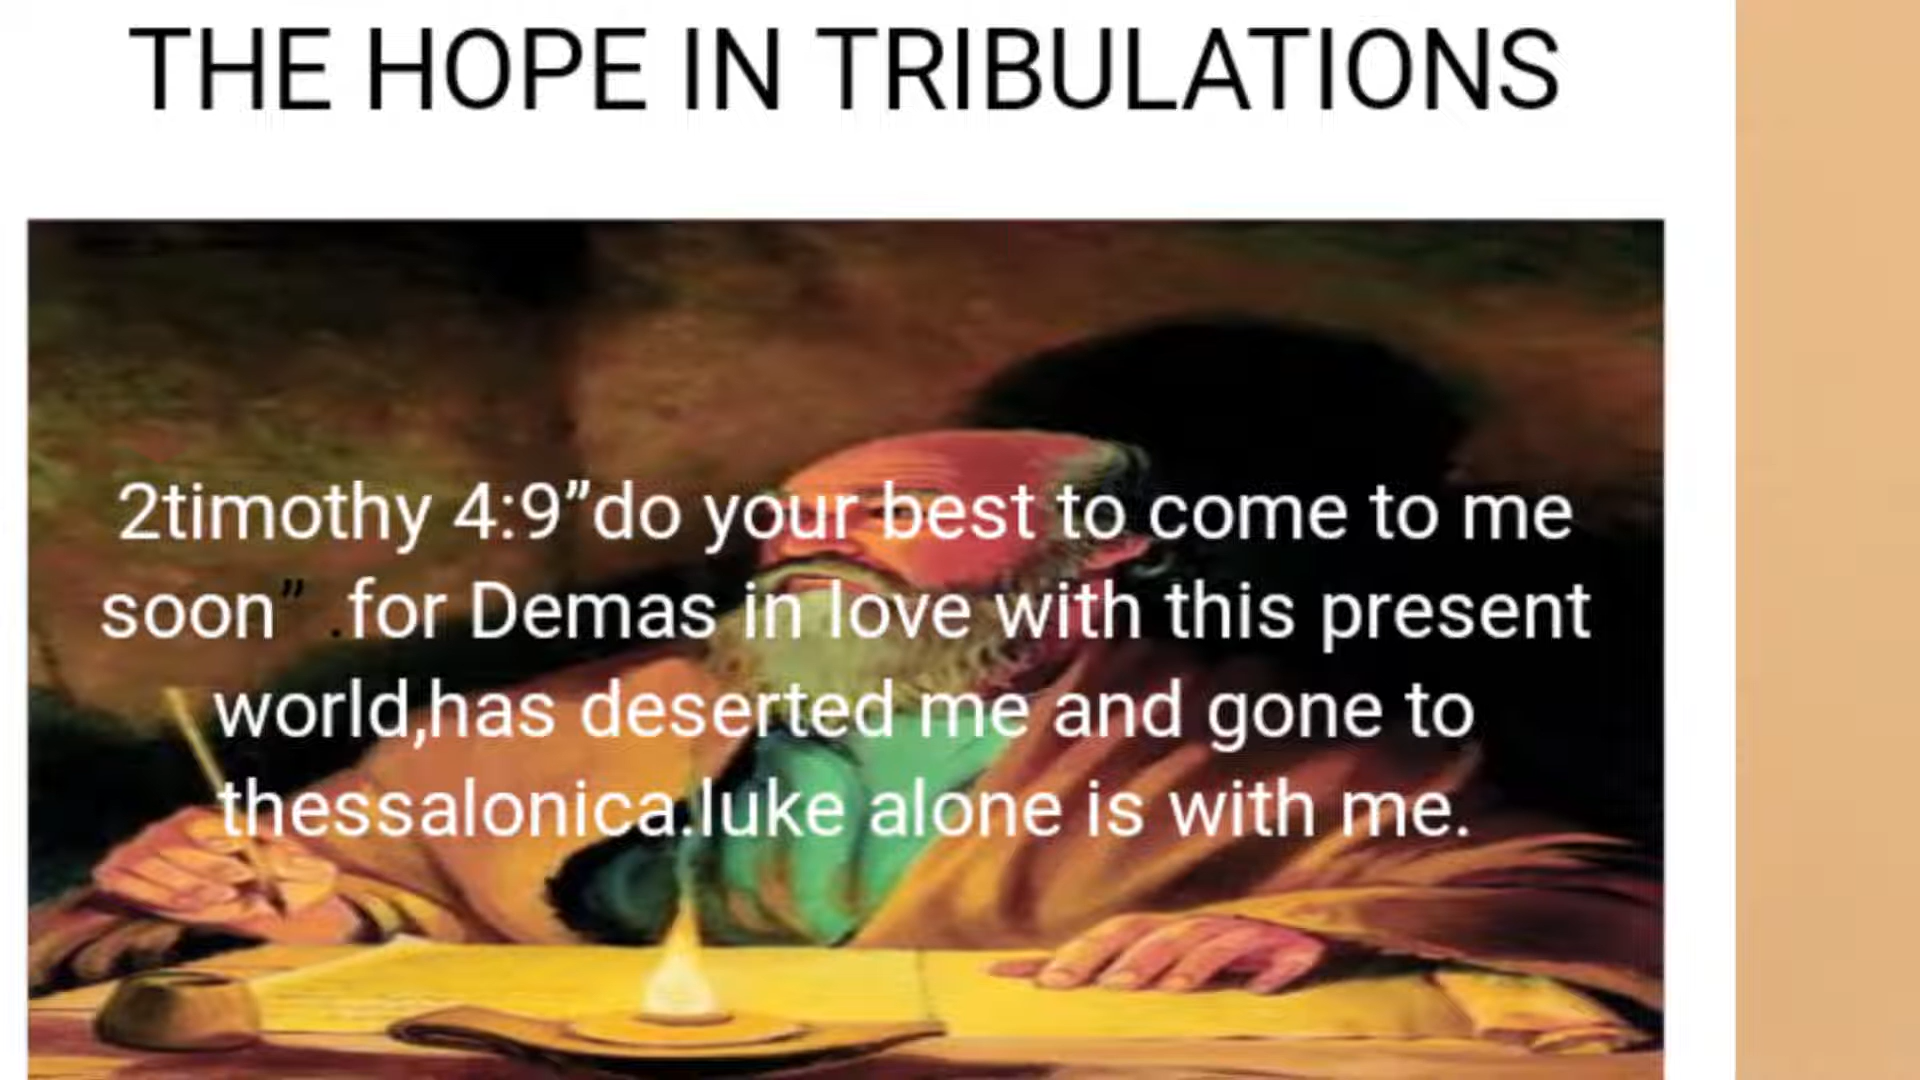 THE HOPE IN TRIBULATIONS
2timothy 4:9”do your best to come to me
soon” .for Demas in love with this present
world,has deserted me and gone to
thessalonica.luke alone is with me.